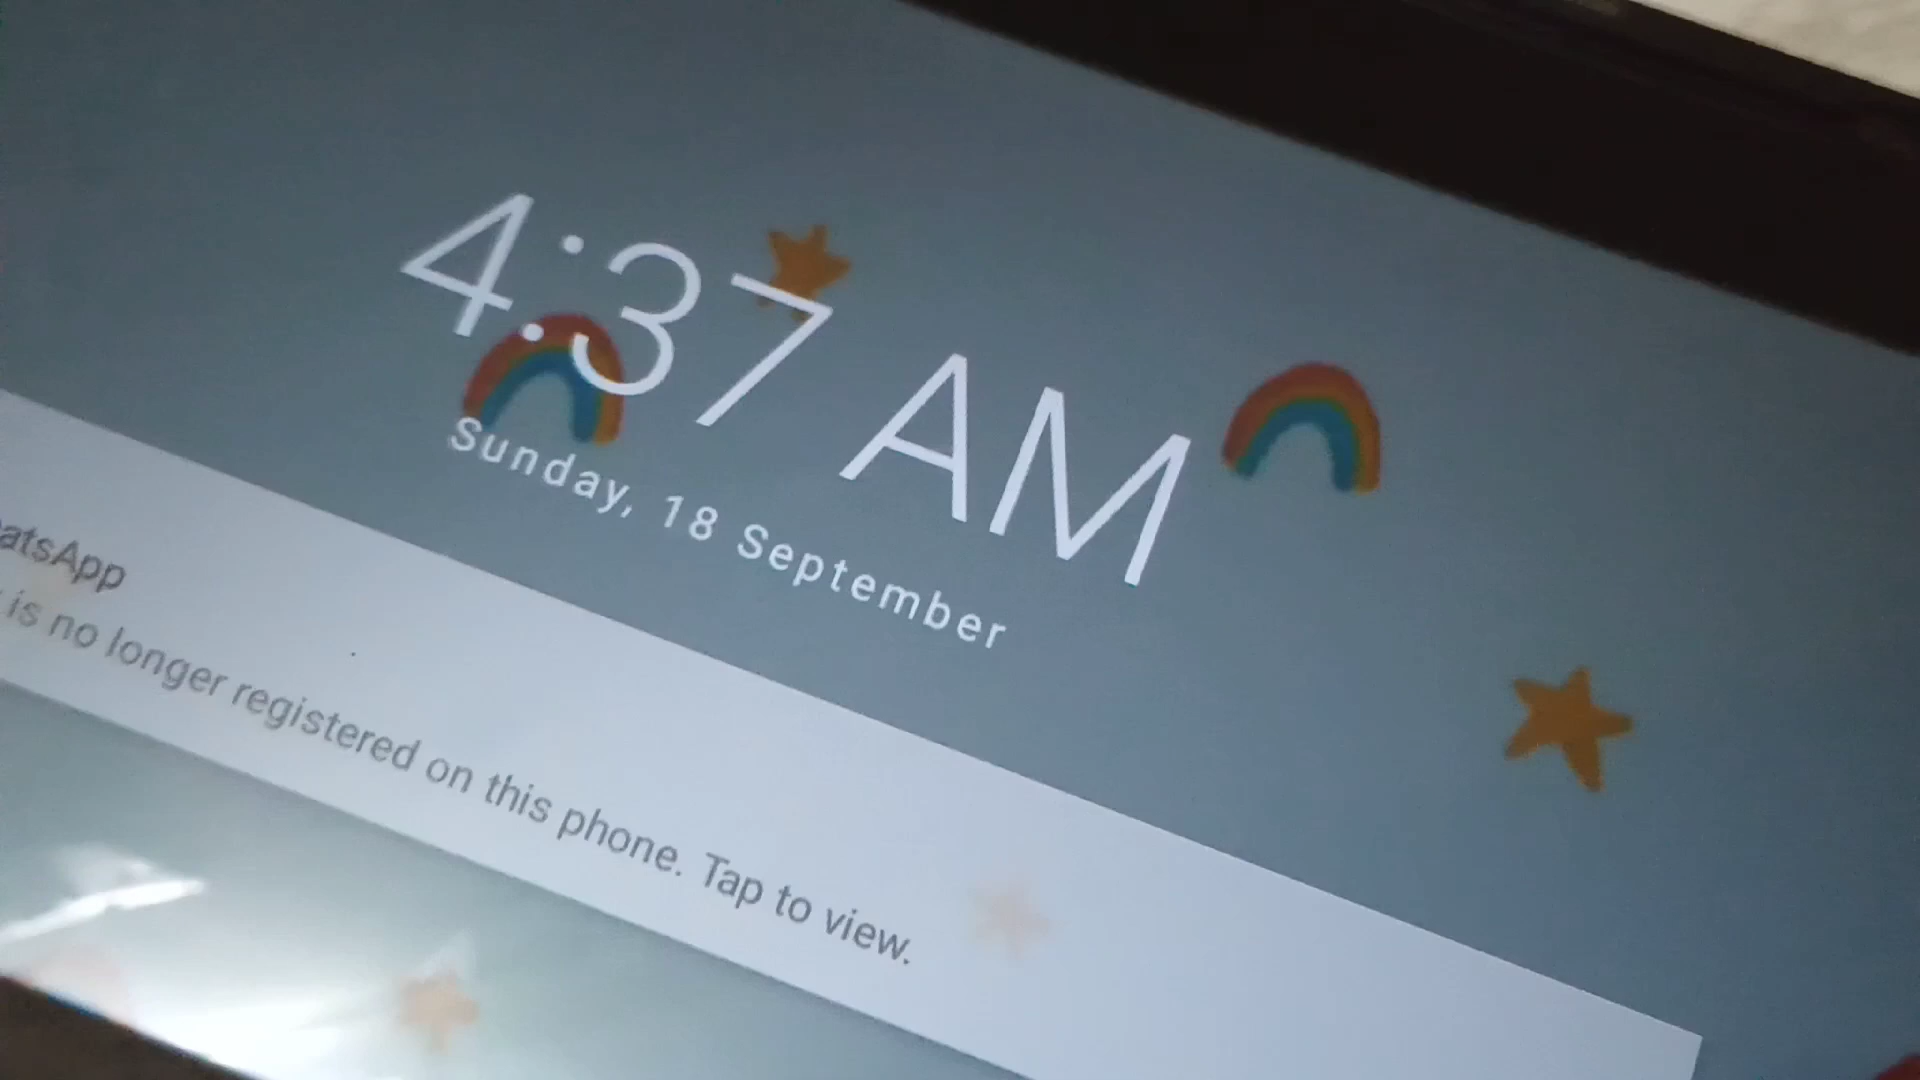 4:37 AM
Sunday, 18 September
atsApp
is no longer registered on this phone. Tap to view.